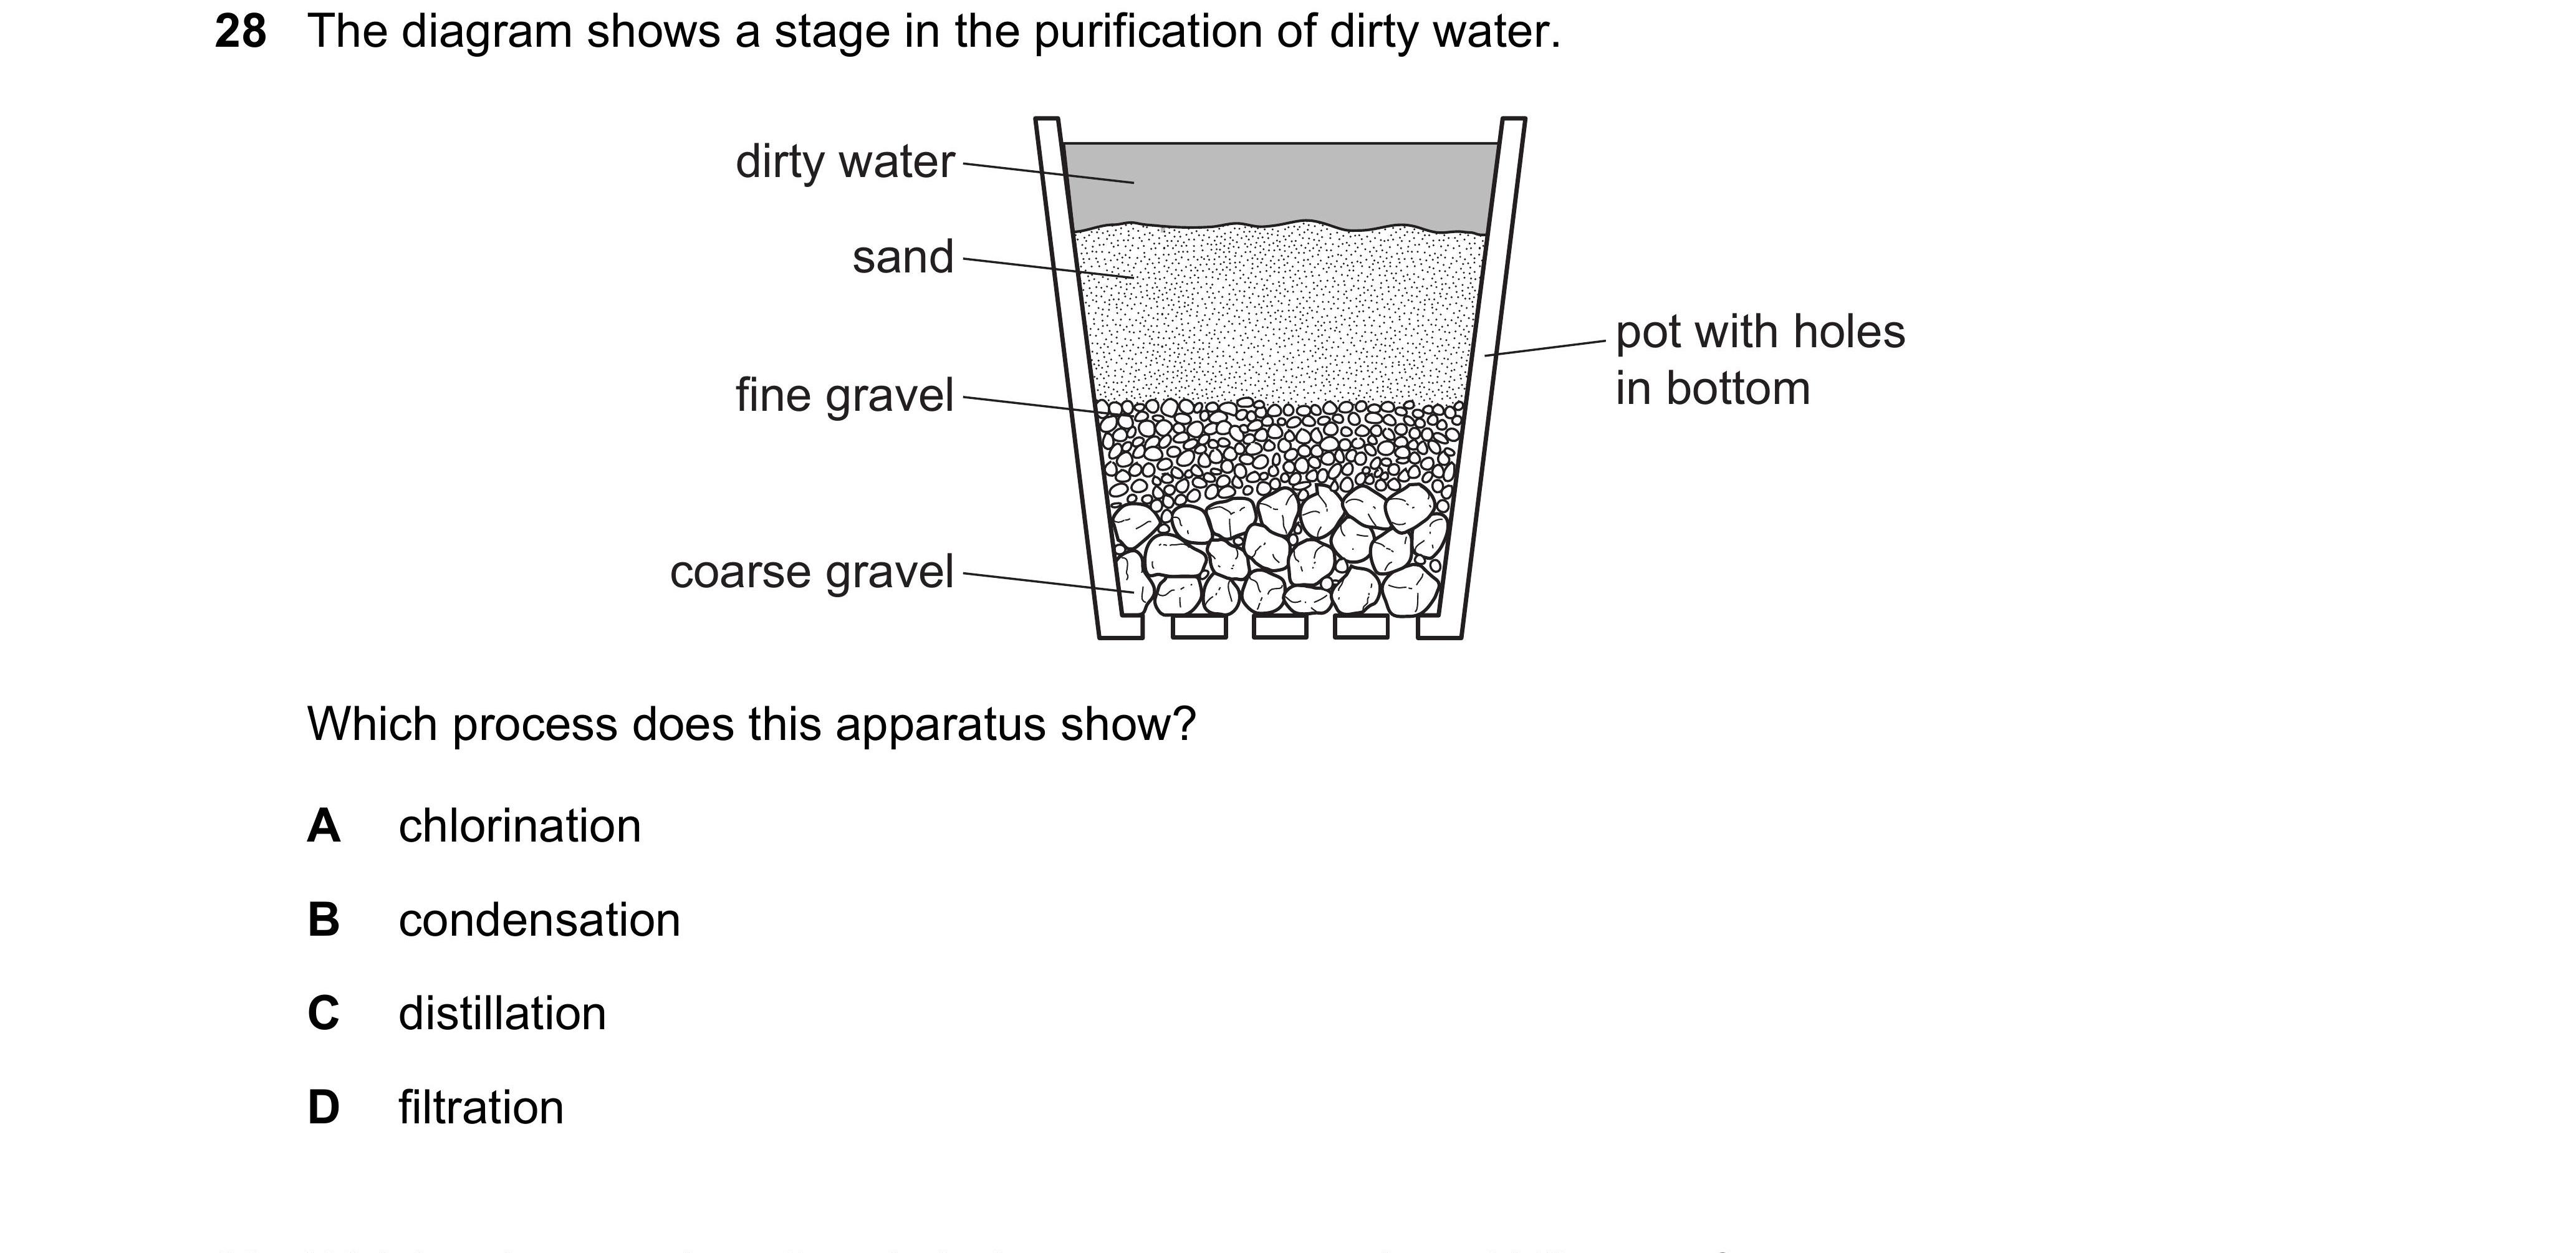 28 The diagram shows a stage in the purification of dirty water.
dirty water
sand
fine gravel
coarse gravel
pot with holes
in bottom
Which process does this apparatus show?
A chlorination
B condensation
C distillation
D filtration